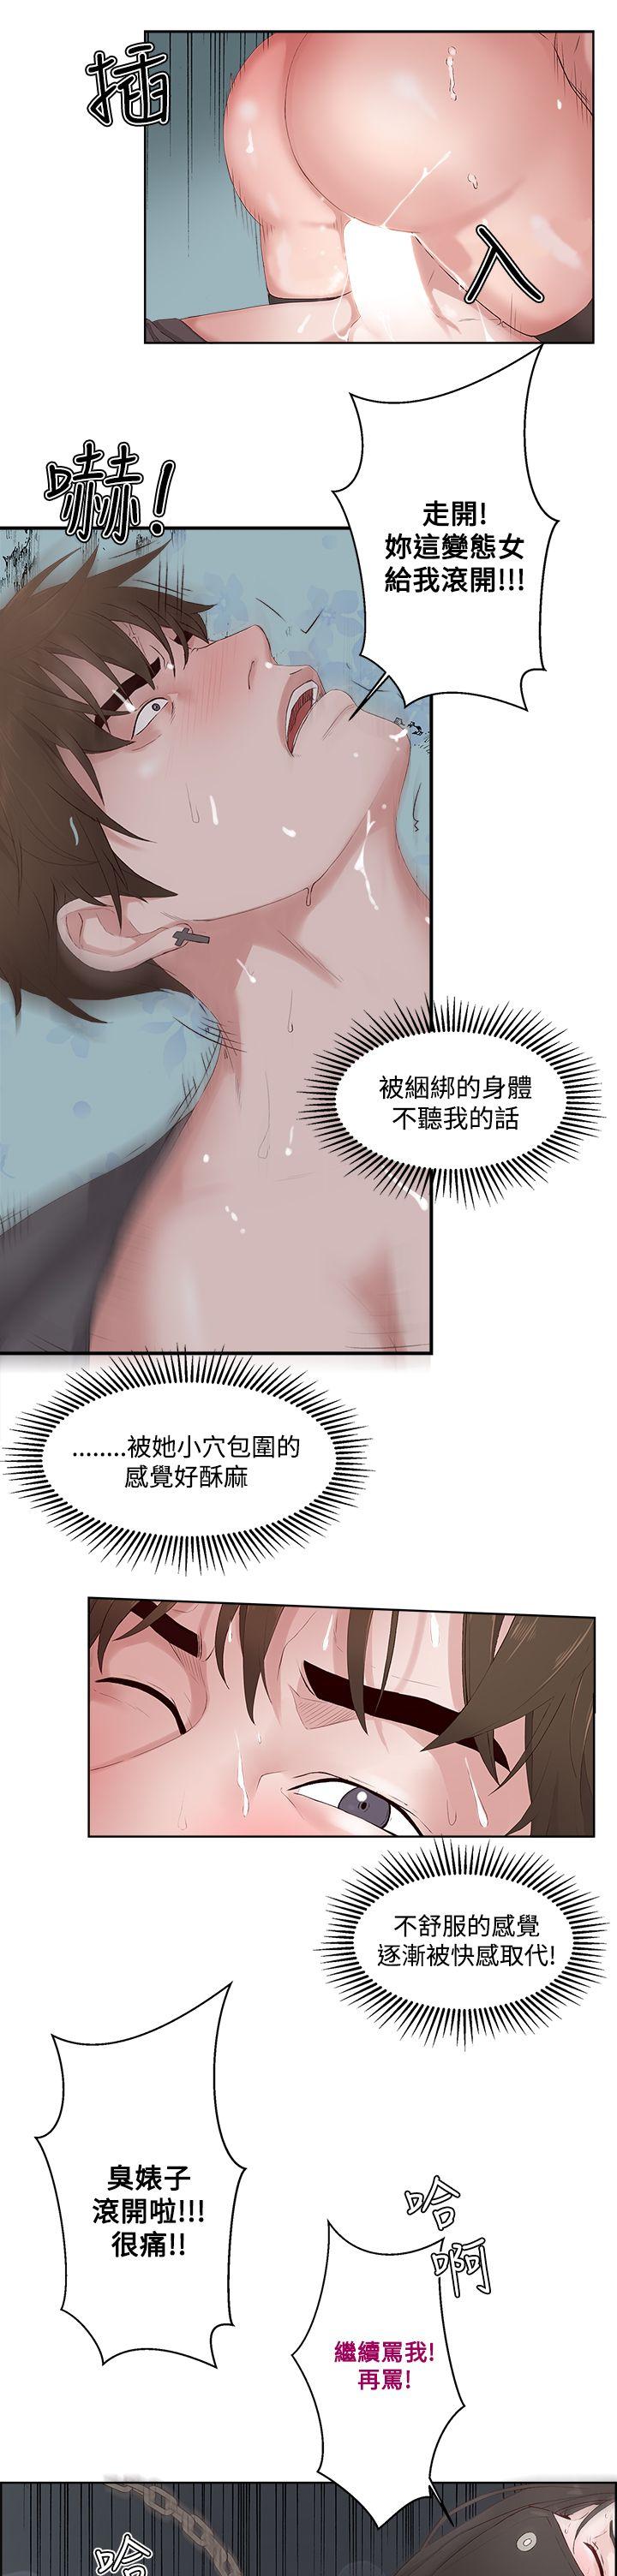 插
入
嚇!
走開!
妳這變態女
給我滾開!!!
被綑綁的身體
不聽我的話
........被她小穴包圍的
感覺好酥麻
不舒服的感覺
逐漸被快感取代!
臭婊子
滾開啦!!!
很痛!!
哈
啊
繼續罵我!
再罵!
哈